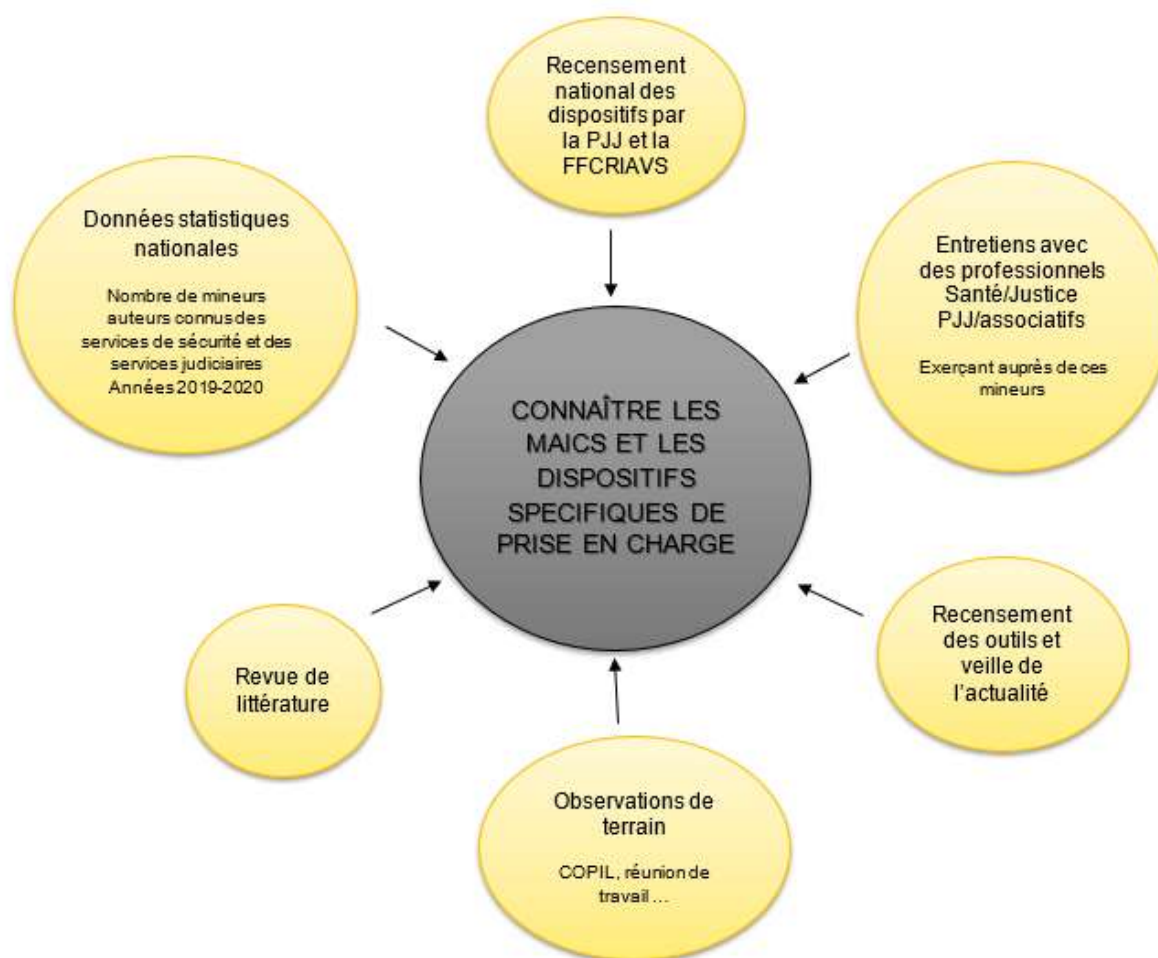 Recensement
national des
dispositifs par
la PJJ et la
FFCRIAVS
Données statistiques
nationales
Nombre de mineurs
auteurs connus des
services de sécurité et des
services judiciaires
Années 2019-2020
Entretiens avec
des professionnels
Santé/Justice
PJJ/associatifs
Exerçant auprès de ces
mineurs
CONNAÎTRE LES
MAICS ET LES
DISPOSITIFS
SPECIFIQUES DE
PRISE EN CHARGE
Recensement
des outils et
veille de
l'actualité
Revue de
littérature
Observations de
terrain
COPIL, réunion de
travail ...